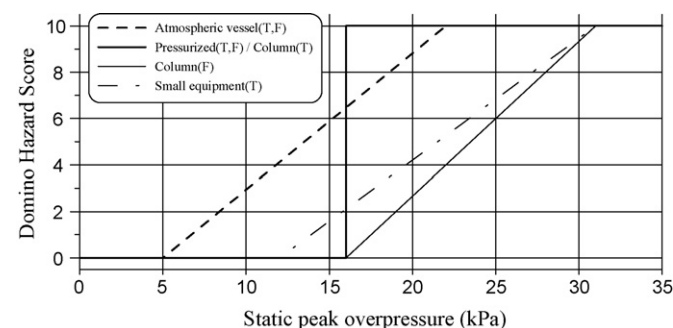 10
8
6
4
2
0
Domino Hazard Score
Atmospheric vessel(T,F)
Pressurized(T,F) / Column(T)
Column(F)
Small equipment(T)
0 5 10 15 20 25 30 35
Static peak overpressure (kPa)